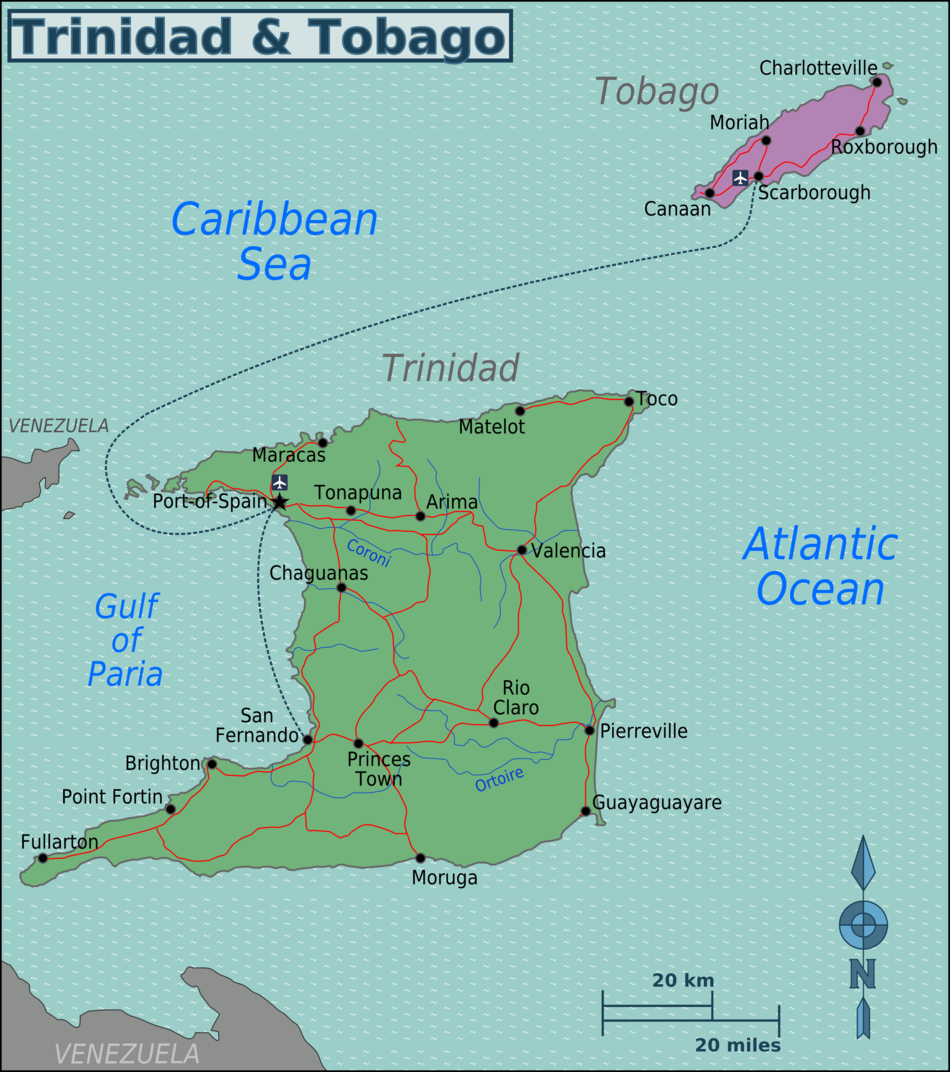 Trinidad & Tobago
Charlotteville
Tobago
Moriah
Roxborough
Scarborough
Canaan
Caribbean
Sea
Trinidad
Toco
Matelot
VENEZUELA
Maracas
Tonapuna
Port-of-Spain
Arima
Coroni
Valencia
Atlantic
Ocean
Chaguanas
Gulf
of
Paria
Rio
Claro
San
Fernando
Pierreville
Princes
Town
Brighton
Ortoire
Point Fortin
Guayaguayare
Fullarton
Moruga
N
20 km
20 miles
VENEZUELA